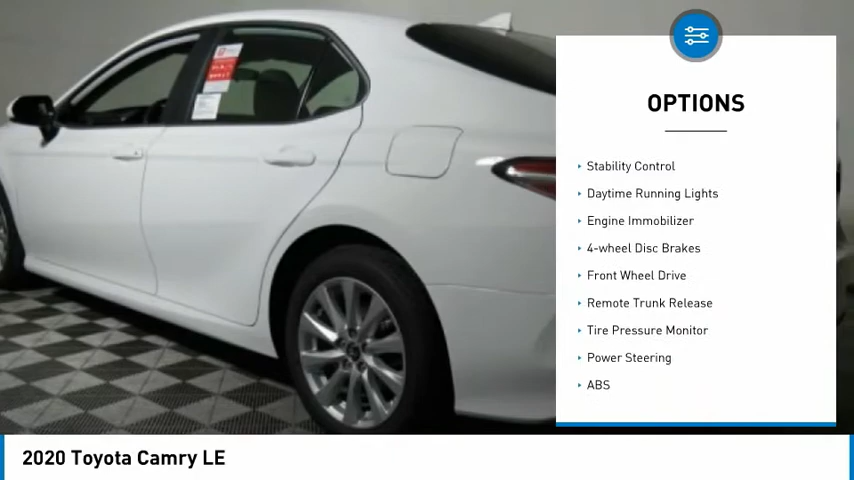 OPTIONS
Stability Control
Daytime Running Lights
Engine Immobilizer
4-wheel Disc Brakes
Front Wheel Drive
Remote Trunk Release
Tire Pressure Monitor
Power Steering
ABS
2020 Toyota Camry LE